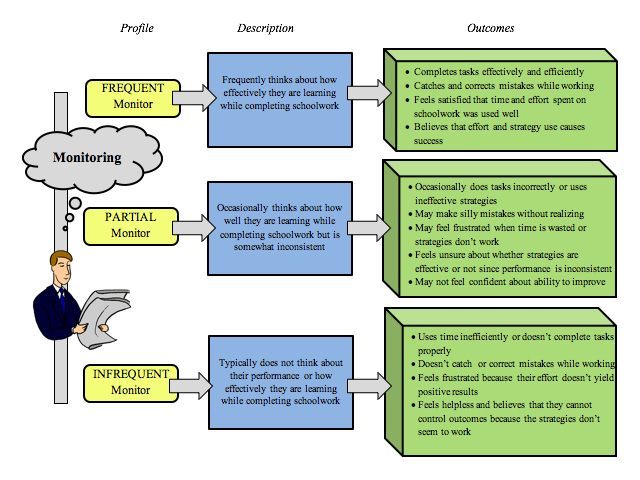 Profile
Description
Outcomes
FREQUENT
Monitor
Frequently thinks about how
effectively they are learning
while completing schoolwork
• Completes tasks effectively and efficiently
• Catches and corrects mistakes while working
• Feels satisfied that time and effort spent on
schoolwork was used well
• Believes that effort and strategy use causes
success
Monitoring
PARTIAL
Monitor
Occasionally thinks about how
well they are learning while
completing schoolwork but is
somewhat inconsistent
• Occasionally does tasks incorrectly or uses
ineffective strategies
• May make silly mistakes without realizing
• May feel frustrated when time is wasted or
strategies don't work
• Feels unsure about whether strategies are
effective or not since performance is inconsistent
• May not feel confident about ability to improve
INFREQUENT
Monitor
Typically does not think about
their performance or how
effectively they are learning
while completing schoolwork
• Uses time inefficiently or doesn't complete tasks
properly
• Doesn't catch or correct mistakes while working
• Feels frustrated because their effort doesn't yield
positive results
• Feels helpless and believes that they cannot
control outcomes because the strategies don't
seem to work